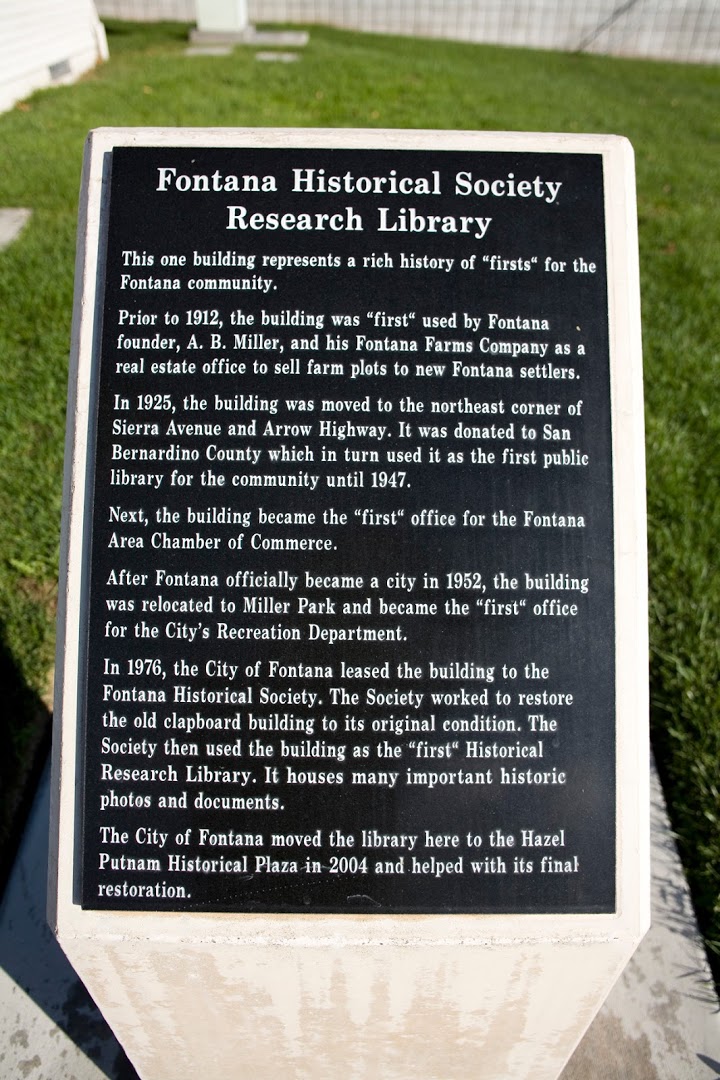 Fontana Historical Society
Research Library
This one building represents a rich history of “firsts“ for the
Fontana community.
Prior to 1912, the building was “first“ used by Fontana
founder, A. B. Miller, and his Fontana Farms Company as a
real estate office to sell farm plots to new Fontana settlers.
In 1925, the building was moved to the northeast corner of
Sierra Avenue and Arrow Highway. It was donated to San
Bernardino County which in turn used it as the first public
library for the community until 1947.
Next, the building became the “first“ office for the Fontana
Area Chamber of Commerce.
After Fontana officially became a city in 1952, the building
was relocated to Miller Park and became the “first“ office
for the City’s Recreation Department.
In 1976, the City of Fontana leased the building to the
Fontana Historical Society. The Society worked to restore
the old clapboard building to its original condition. The
Society then used the building as the “first“ Historical
Research Library. It houses many important historic
photos and documents.
The City of Fontana moved the library here to the Hazel
Putnam Historical Plaza in 2004 and helped with its final
restoration.